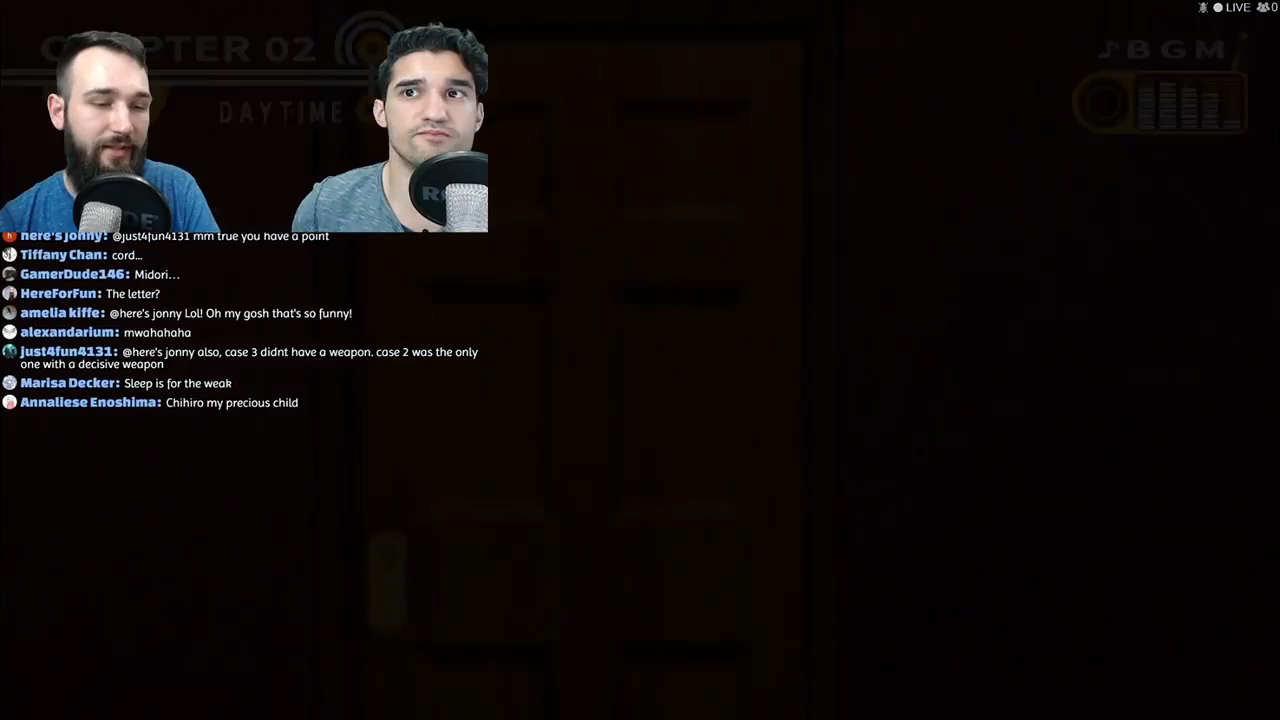 LIVE 0
CHAPTER 02
BGM
DAYTIME
here's jonny: @just4fun4131 mm true you have a point
Tiffany Chan: cord...
GamerDude146: Midori...
HereForFun: The letter?
amelia kiffe: @here's jonny Lol! Oh my gosh that's so funny!
alexandarium: mwahahaha
just4fun4131: @here's jonny also, case 3 didnt have a weapon. case 2 was the only
one with a decisive weapon
Marisa Decker: Sleep is for the weak
Annaliese Enoshima: Chihiro my precious child